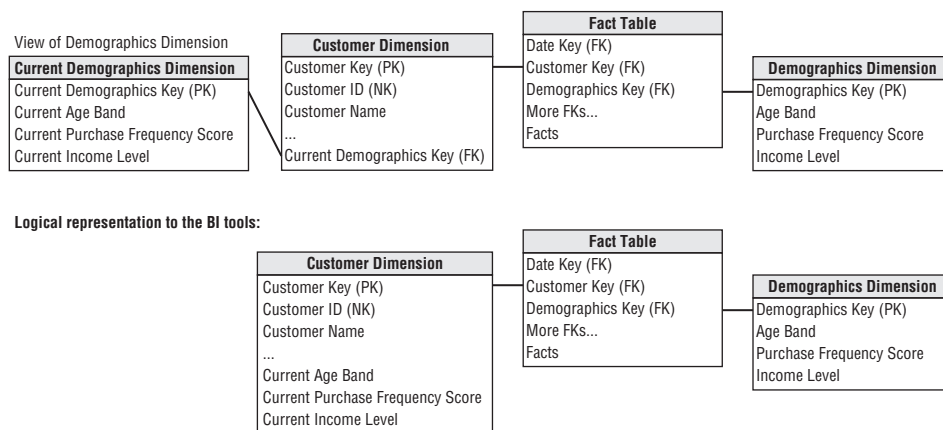 View of Demographics Dimension
Current Demographics Dimension
Current Demographics Key (PK)
Current Age Band
Current Purchase Frequency Score
Current Income Level
Customer Dimension
Customer Key (PK)
Customer ID (NK)
Customer Name
...
Current Demographics Key (FK)
Fact Table
Date Key (FK)
Customer Key (FK)
Demographics Key (FK)
More FKs...
Facts
Demographics Dimension
Demographics Key (PK)
Age Band
Purchase Frequency Score
Income Level
Logical representation to the BI tools:
Customer Dimension
Customer Key (PK)
Customer ID (NK)
Customer Name
...
Current Age Band
Current Purchase Frequency Score
Current Income Level
Fact Table
Date Key (FK)
Customer Key (FK)
Demographics Key (FK)
More FKs...
Facts
Demographics Dimension
Demographics Key (PK)
Age Band
Purchase Frequency Score
Income Level